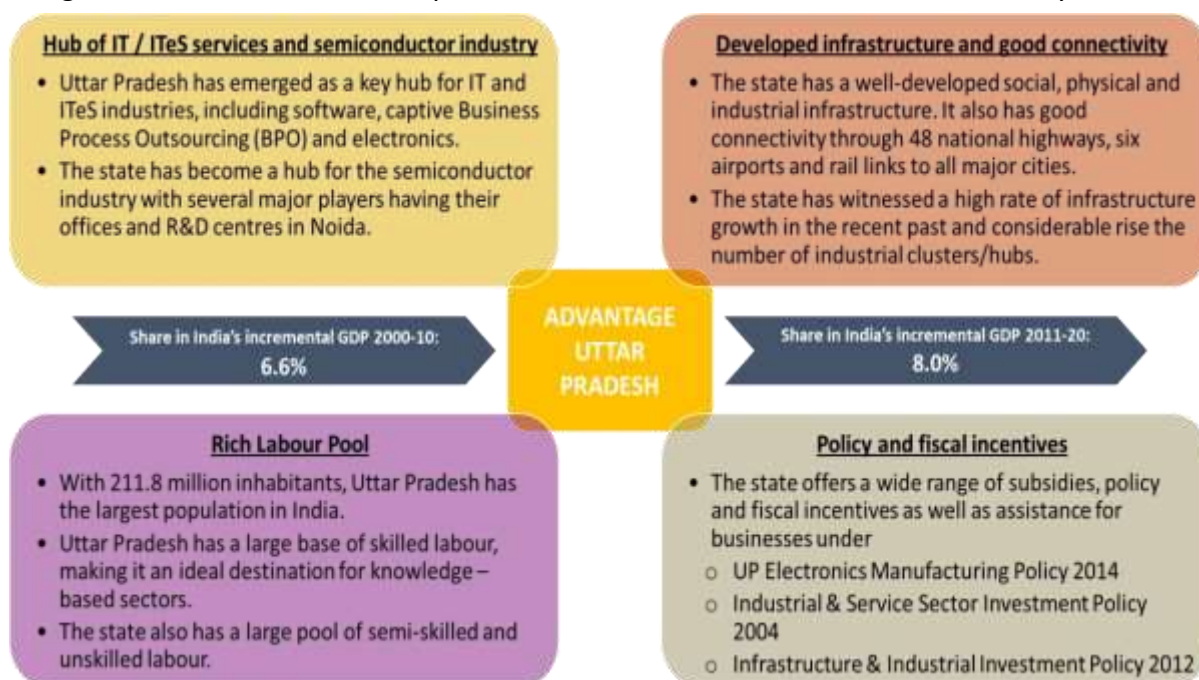 Hub of IT / ITeS services and semiconductor industry
• Uttar Pradesh has emerged as a key hub for IT and
ITeS industries, including software, captive Business
Process Outsourcing (BPO) and electronics.
• The state has become a hub for the semiconductor
industry with several major players having their
offices and R&D centres in Noida.
Developed infrastructure and good connectivity
• The state has a well-developed social, physical and
industrial infrastructure. It also has good
connectivity through 48 national highways, six
airports and rail links to all major cities.
• The state has witnessed a high rate of infrastructure
growth in the recent past and considerable rise the
number of industrial clusters/hubs.
Share in India's incremental GDP 2000-10:
6.6%
ADVANTAGE
UTTAR
PRADESH
Share in India's incremental GDP 2011-20:
8.0%
Rich Labour Pool
• With 211.8 million inhabitants, Uttar Pradesh has
the largest population in India.
• Uttar Pradesh has a large base of skilled labour,
making it an ideal destination for knowledge –
based sectors.
• The state also has a large pool of semi-skilled and
unskilled labour.
Policy and fiscal incentives
• The state offers a wide range of subsidies, policy
and fiscal incentives as well as assistance for
businesses under
o UP Electronics Manufacturing Policy 2014
o Industrial & Service Sector Investment Policy
2004
o Infrastructure & Industrial Investment Policy 2012